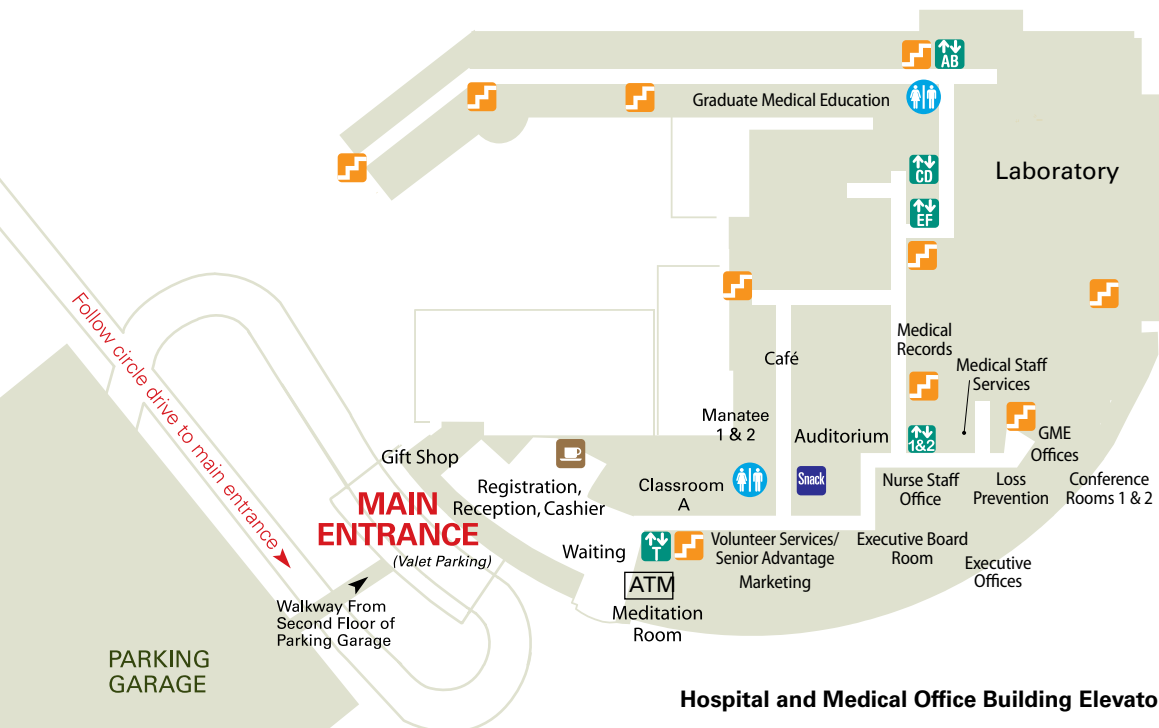 AB
Graduate Medical Education
CD
Laboratory
EF
Follow circle drive to main entrance
Medical
Records
Café
Medical Staff
Services
Manatee
1 & 2
Auditorium
1&2
GME
Offices
Gift Shop
Registration,
Reception, Cashier
Classroom
A
Snack
Nurse Staff
Office
Loss
Prevention
Conference
Rooms 1 & 2
MAIN
ENTRANCE
(Valet Parking)
Waiting
T
Volunteer Services/
Senior Advantage
Marketing
Executive Board
Room
Executive
Offices
ATM
Meditation
Room
Walkway From
Second Floor of
Parking Garage
PARKING
GARAGE
Hospital and Medical Office Building Elevato